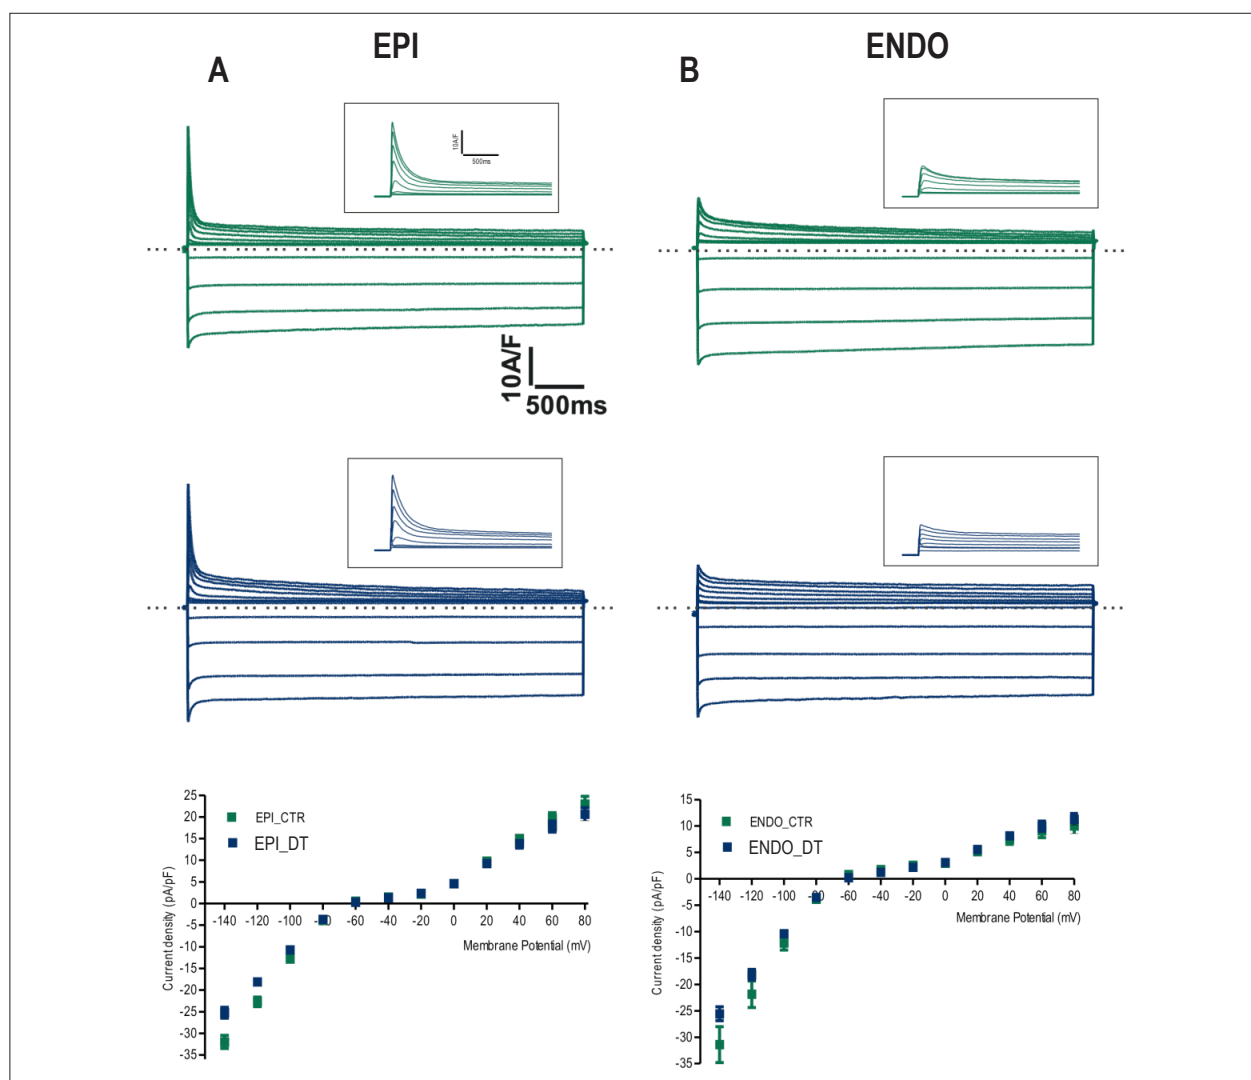 EPI
ENDO
A
B
10A/F
500ms
10A/F
500ms
25
20
15
10
5
0
-5
-10
-15
-20
-25
-30
-35
Current density (pA/pF)
EPI_CTR
EPI_DT
-140 -120 -100 -80 -60 -40 -20 0 20 40 60 80
Membrane Potential (mV)
15
10
5
0
-5
-10
-15
-20
-25
-30
-35
Current density (pA/pF)
ENDO_CTR
ENDO_DT
-140 -120 -100 -80 -60 -40 -20 0 20 40 60 80
Membrane Potential (mV)